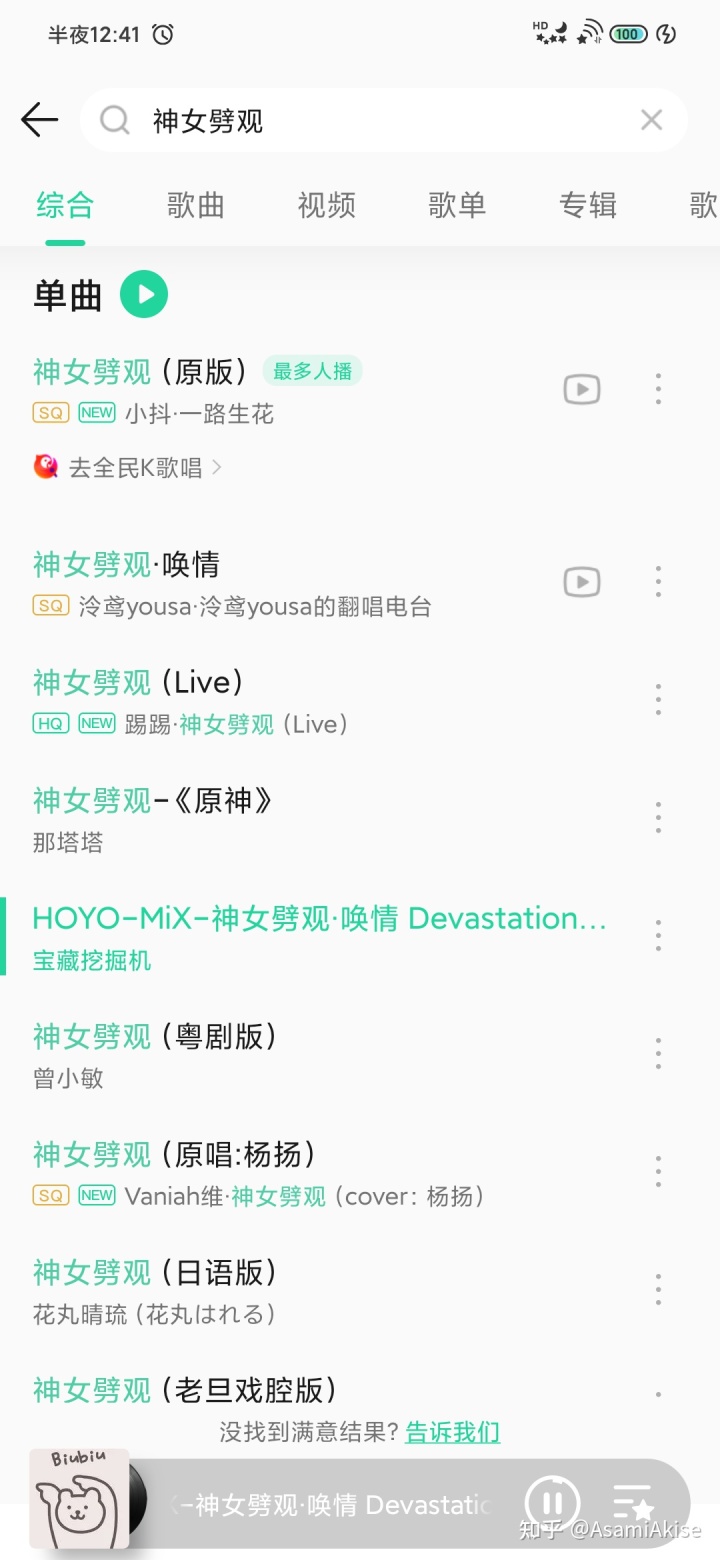 半夜12:41
HD
100
神女劈观
综合 歌曲 视频 歌单 专辑 歌
单曲
神女劈观（原版） 最多人播
SQ NEW 小抖·一路生花
去全民K歌唱
神女劈观·唤情
SQ 泠鸢yousa·泠鸢yousa的翻唱电台
神女劈观（Live）
HQ NEW 踢踢·神女劈观（Live）
神女劈观-《原神》
那塔塔
HOYO-MiX-神女劈观·唤情 Devastation...
宝藏挖掘机
神女劈观（粤剧版）
曾小敏
神女劈观（原唱:杨扬）
SQ NEW Vaniah维·神女劈观（cover：杨扬）
神女劈观（日语版）
花丸晴琉（花丸はれる）
神女劈观（老旦戏腔版）
没找到满意结果? 告诉我们
Biubiu
-神女劈观·唤情 Devastatic
知乎 @AsamiAkise